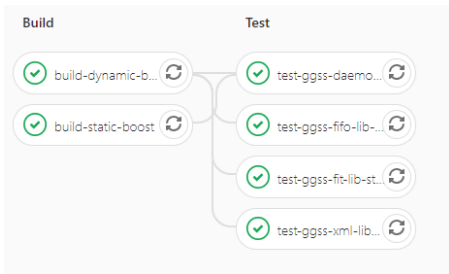 Build
build-dynamic-b...
build-static-boost
Test
test-ggss-daemo...
test-ggss-fifo-lib-...
test-ggss-fit-lib-st...
test-ggss-xml-lib...